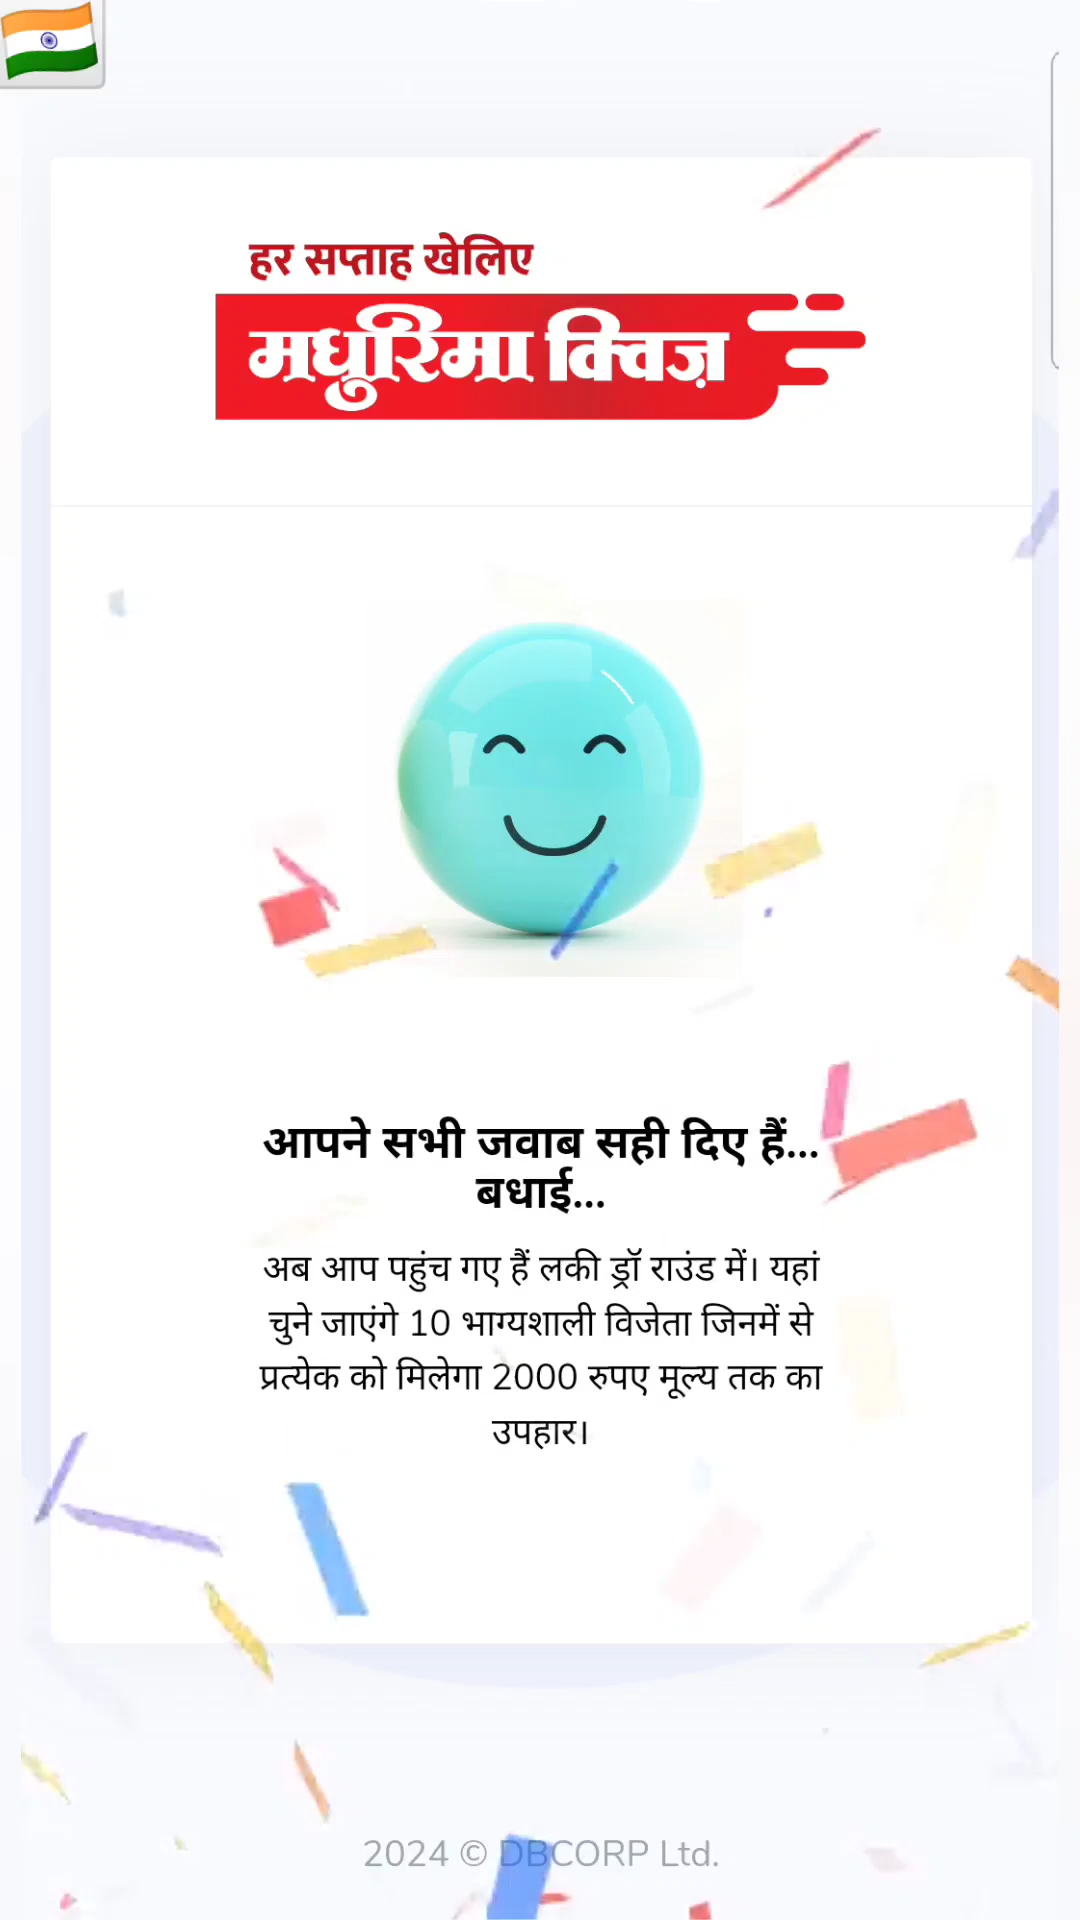 हर सप्ताह खेलिए
मधुरिमा क्विज़
आपने सभी जवाब सही दिए हैं...
बधाई...
अब आप पहुंच गए हैं लकी ड्रॉ राउंड में। यहां
चुने जाएंगे 10 भाग्यशाली विजेता जिनमें से
प्रत्येक को मिलेगा 2000 रुपए मूल्य तक का
उपहार।
2024 © DBCORP Ltd.